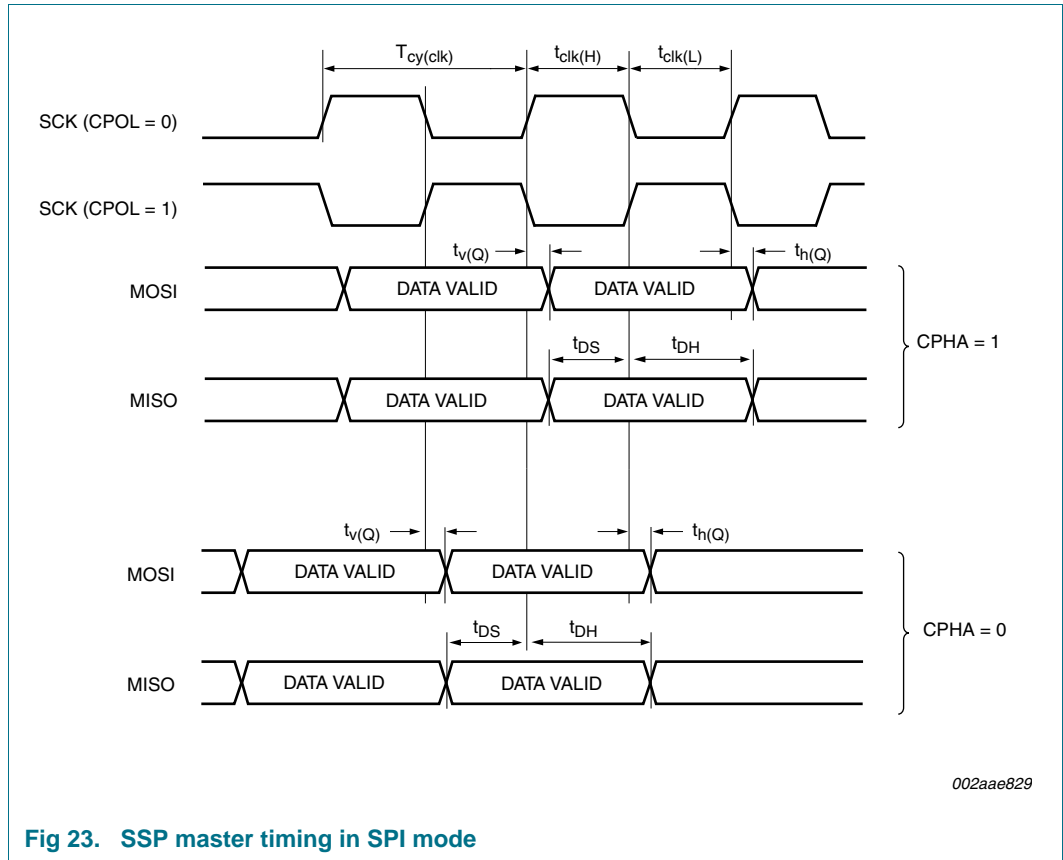 Tcy(clk) tclk(H) tclk(L)
SCK (CPOL = 0)
SCK (CPOL = 1)
tv(Q) th(Q)
MOSI DATA VALID DATA VALID
CPHA = 1
tDS tDH
MISO DATA VALID DATA VALID
tv(Q) th(Q)
MOSI DATA VALID DATA VALID
CPHA = 0
tDS tDH
MISO DATA VALID DATA VALID
002aae829
Fig 23. SSP master timing in SPI mode